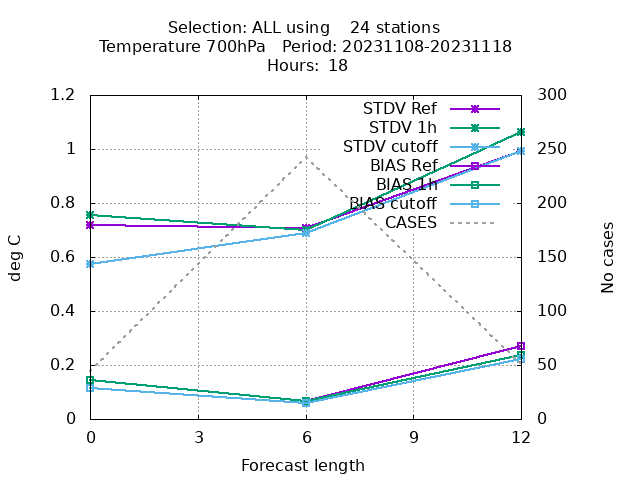 Selection: ALL using    24 stations
Temperature 700hPa   Period: 20231108-20231118
Hours:  18
1.2
1
0.8
0.6
0.4
0.2
0
300
250
200
150
100
50
0
STDV Ref
STDV 1h
STDV cutoff
BIAS Ref
BIAS 1h
BIAS cutoff
CASES
deg C
No cases
0
3
6
9
12
Forecast length